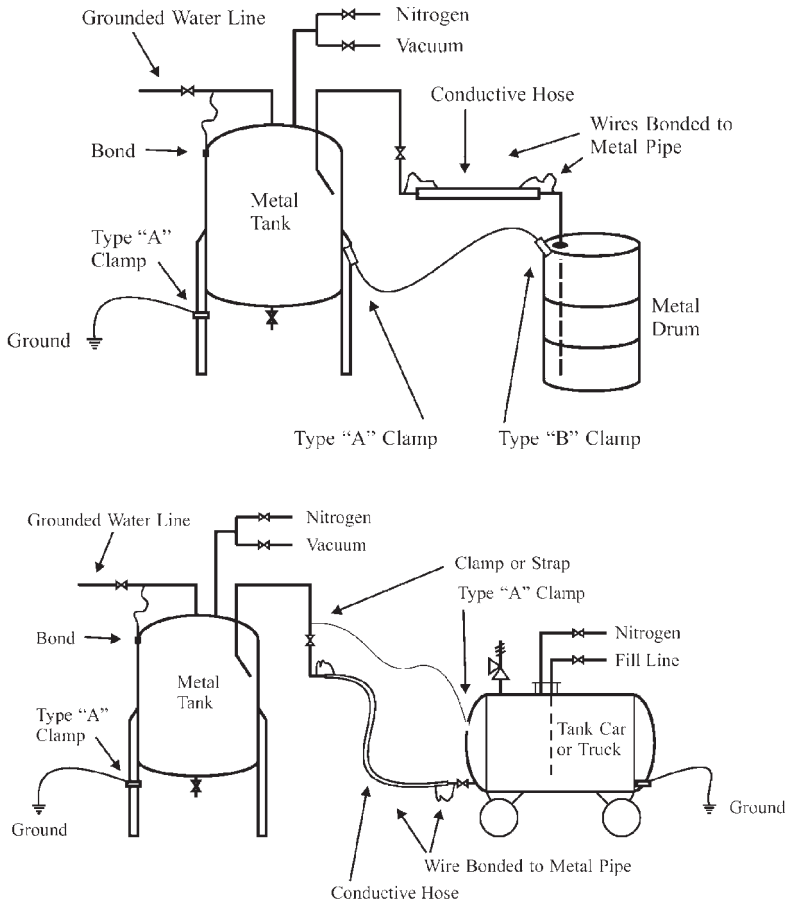 Grounded Water Line
Nitrogen
Vacuum
Conductive Hose
Wires Bonded to
Metal Pipe
Bond
Metal
Tank
Type “A”
Clamp
Ground
Metal
Drum
Type “A” Clamp
Type “B” Clamp
Grounded Water Line
Nitrogen
Vacuum
Clamp or Strap
Type “A” Clamp
Nitrogen
Fill Line
Bond
Metal
Tank
Type “A”
Clamp
Tank Car
or Truck
Ground
Ground
Wire Bonded to Metal Pipe
Conductive Hose